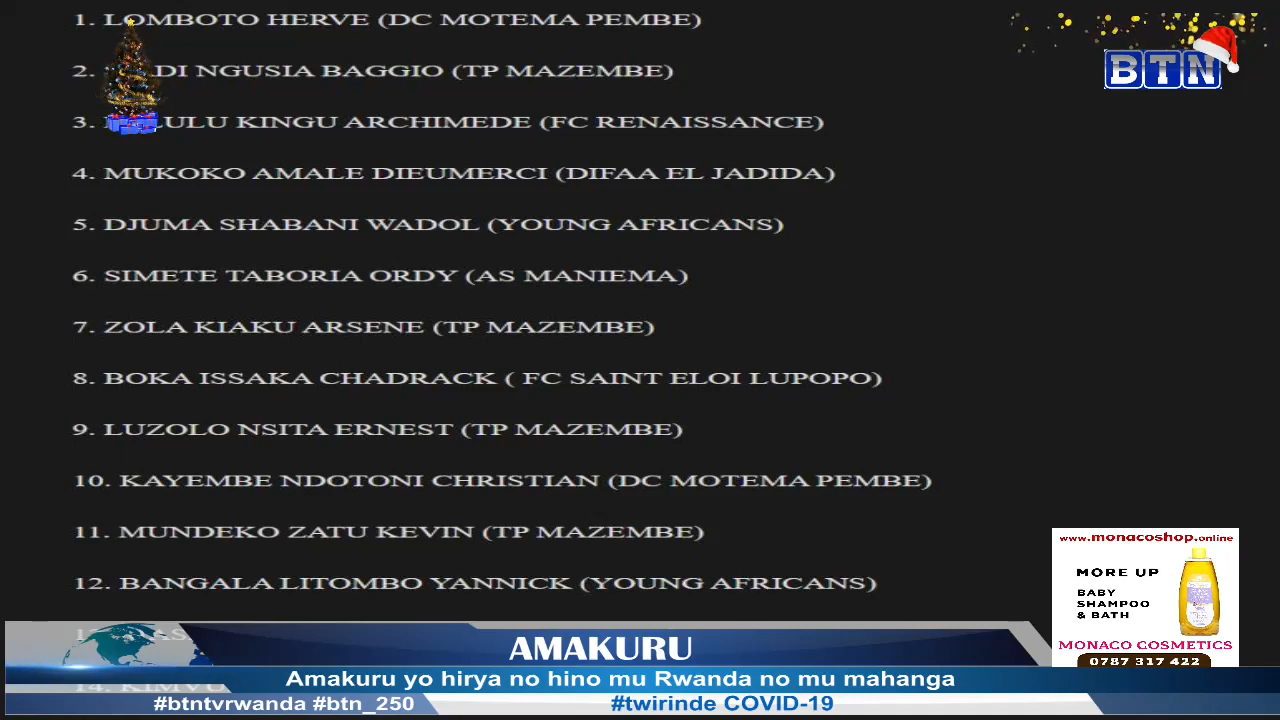 1. LOMBOTO HERVE (DC MOTEMA PEMBE)
2. NGUSIA BAGGIO (TP MAZEMBE)
3. KINGU ARCHIMEDE (FC RENAISSANCE)
4. MUKOKO AMALE DIEUMERCI (DIFAA EL JADIDA)
5. DJUMA SHABANI WADOL (YOUNG AFRICANS)
6. SIMETE TABORIA ORDY (AS MANIEMA)
7. ZOLA KIAKU ARSENE (TP MAZEMBE)
8. BOKA ISSAKA CHADRACK ( FC SAINT ELOI LUPOPO)
9. LUZOLO NSITA ERNEST (TP MAZEMBE)
10. KAYEMBE NDOTONI CHRISTIAN (DC MOTEMA PEMBE)
11. MUNDEKO ZATU KEVIN (TP MAZEMBE)
12. BANGALA LITOMBO YANNICK (YOUNG AFRICANS)
14.
BTN
www.monacoshop.online
MORE UP
BABY
SHAMPOO
& BATH
MONACO COSMETICS
0787 317 422
AMAKURU
Amakuru yo hirya no hino mu Rwanda no mu mahanga
#btntvrwanda #btn_250
#twirinde COVID-19